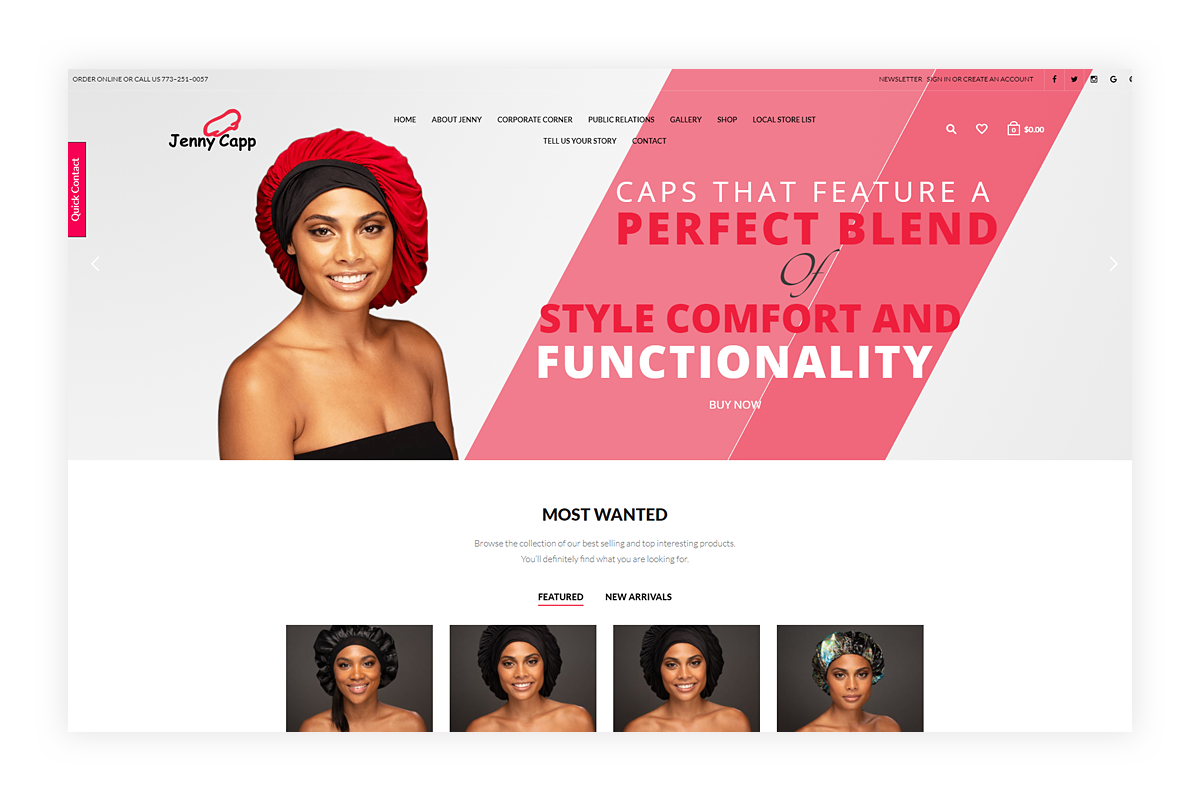 ORDER ONLINE OR CALL US 773-251-0057
NEWSLETTER SIGN IN OR CREATE AN ACCOUNT
Jenny Capp
HOME ABOUT JENNY CORPORATE CORNER PUBLIC RELATIONS GALLERY SHOP LOCAL STORE LIST
TELL US YOUR STORY CONTACT
0 $0.00
Quick Contact
CAPS THAT FEATURE A
PERFECT BLEND
Of
STYLE COMFORT AND
FUNCTIONALITY
BUY NOW
MOST WANTED
Browse the collection of our best selling and top interesting products.
You'll definitely find what you are looking for.
FEATURED NEW ARRIVALS